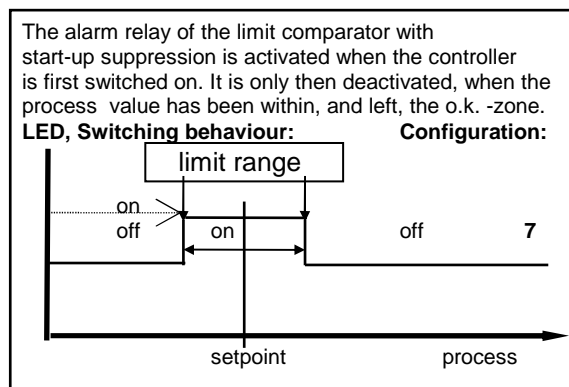 The alarm relay of the limit comparator with
start-up suppression is activated when the controller
is first switched on. It is only then deactivated, when the
process value has been within, and left, the o.k. -zone.
LED, Switching behaviour: Configuration:
limit range
on
off on off 7
setpoint process